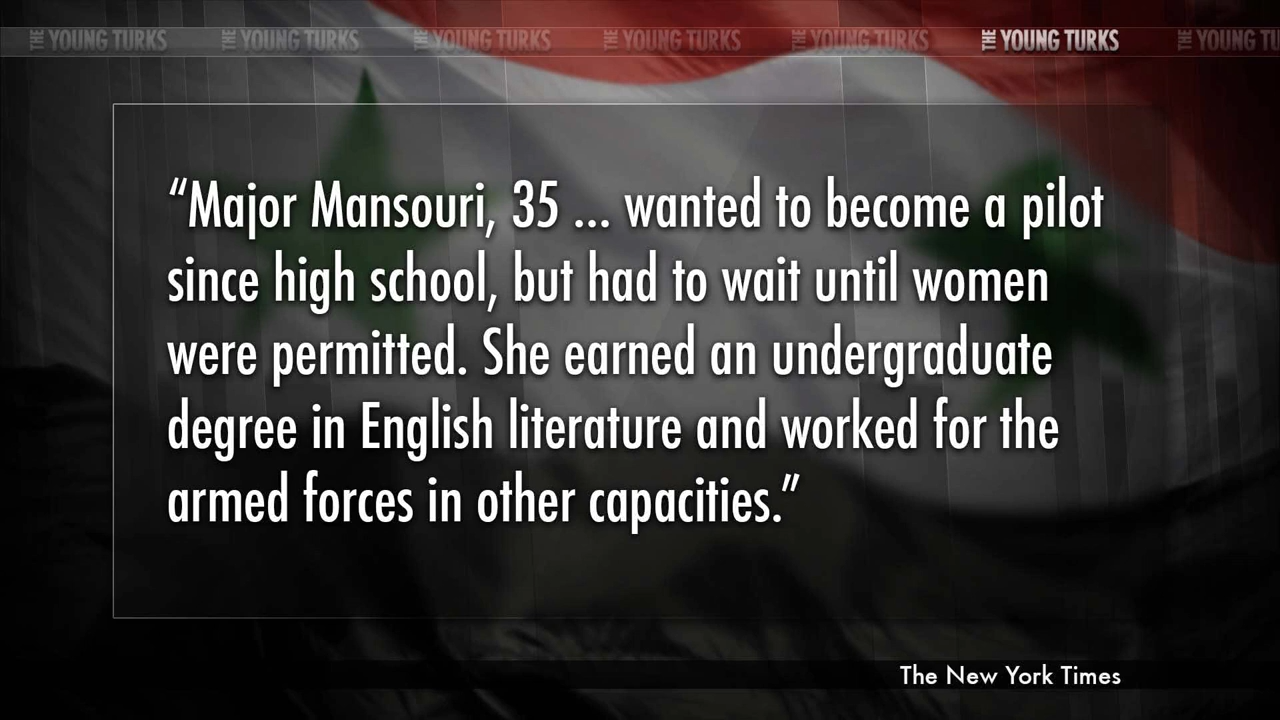 THE YOUNG TURKS THE YOUNG TURKS THE YOUNG TURKS THE YOUNG TURKS THE YOUNG TURKS THE YOUNG TURKS THE YOUNG TU
“Major Mansouri, 35 ... wanted to become a pilot
since high school, but had to wait until women
were permitted. She earned an undergraduate
degree in English literature and worked for the
armed forces in other capacities.”
The New York Times